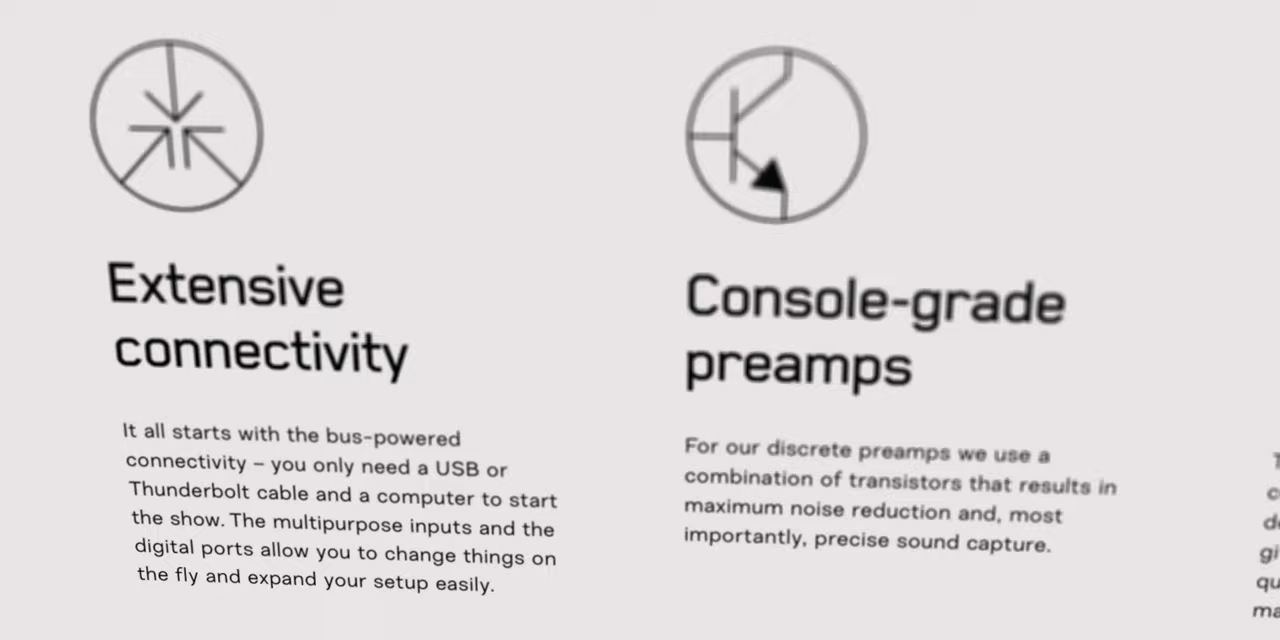 Extensive
connectivity
It all starts with the bus-powered
connectivity – you only need a USB or
Thunderbolt cable and a computer to start
the show. The multipurpose inputs and the
digital ports allow you to change things on
the fly and expand your setup easily.
Console-grade
preamps
For our discrete preamps we use a
combination of transistors that results in
maximum noise reduction and, most
importantly, precise sound capture.